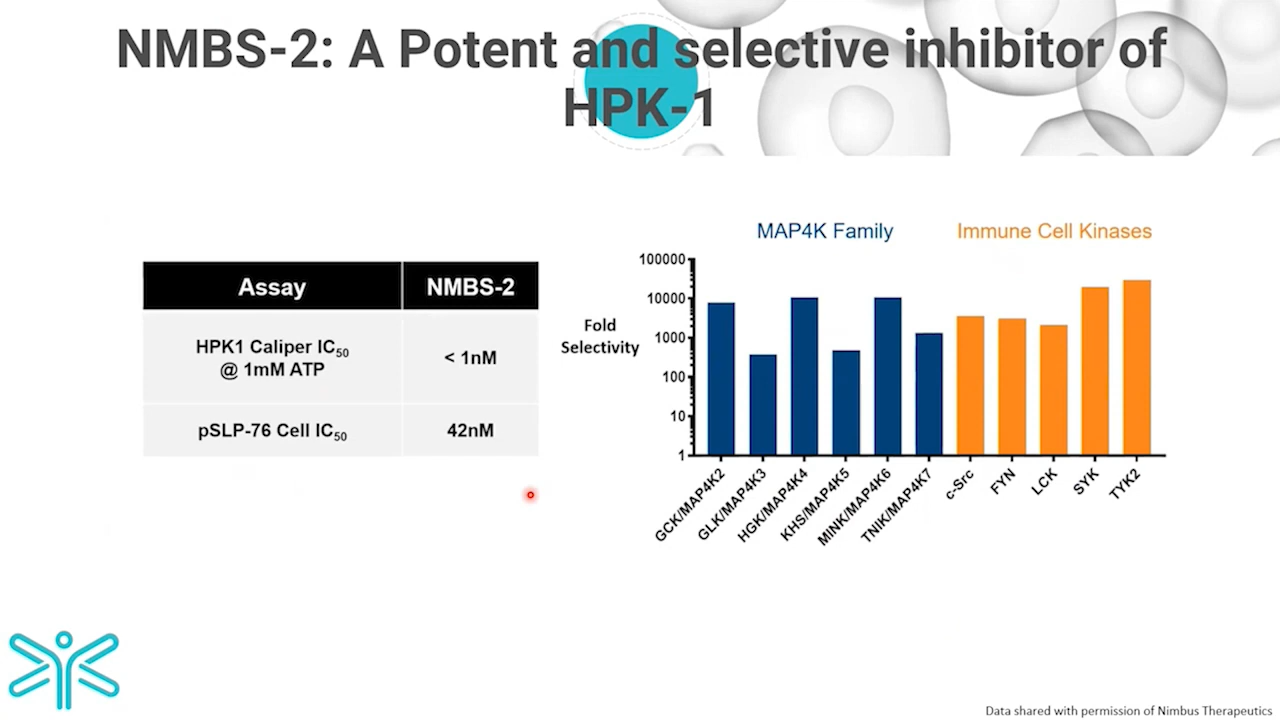 NMBS-2: A Potent and selective inhibitor of
HPK-1
Assay
NMBS-2
HPK1 Caliper IC50
@ 1mM ATP
< 1nM
pSLP-76 Cell IC50
42nM
MAP4K Family
Immune Cell Kinases
Fold
Selectivity
100000
10000
1000
100
10
1
GCK/MAP4K2
GLK/MAP4K3
HGK/MAP4K4
KHS/MAP4K5
MINK/MAP4K6
TNIK/MAP4K7
c-Src
FYN
LCK
SYK
TYK2
Data shared with permission of Nimbus Therapeutics